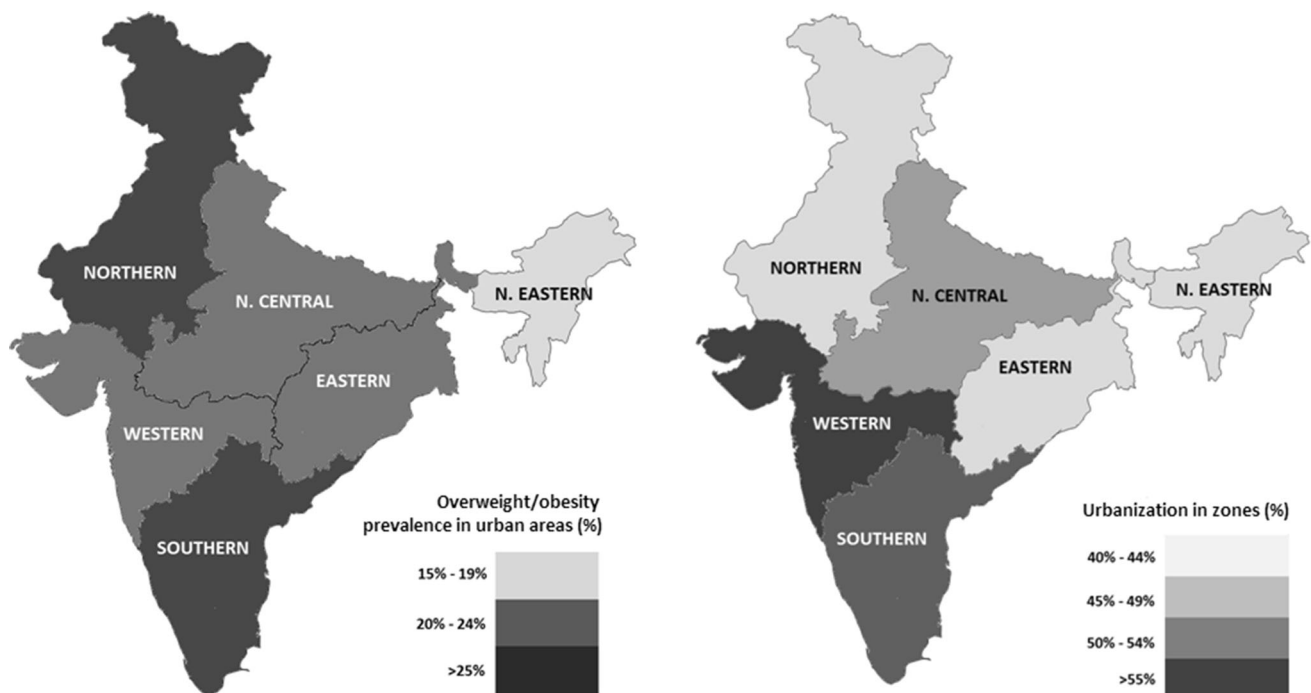 NORTHERN
N. CENTRAL
N. EASTERN
EASTERN
WESTERN
SOUTHERN
Overweight/obesity
prevalence in urban areas (%)
15% - 19%
20% - 24%
>25%
NORTHERN
N. CENTRAL
N. EASTERN
EASTERN
WESTERN
SOUTHERN
Urbanization in zones (%)
40% - 44%
45% - 49%
50% - 54%
>55%